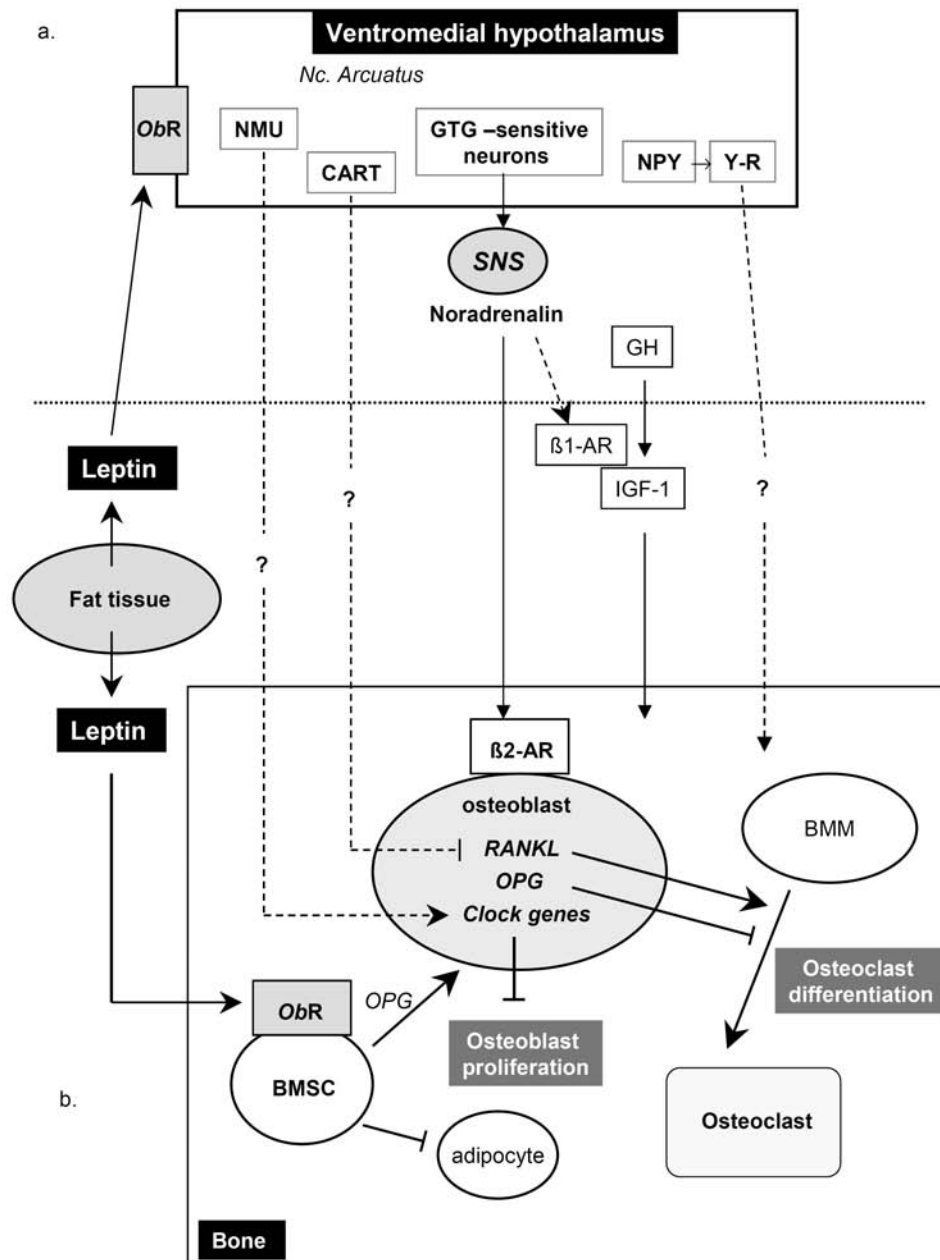 a.
Ventromedial hypothalamus
Nc. Arcuatus
ObR
NMU
CART
GTG –sensitive
neurons
NPY
Y-R
SNS
Noradrenalin
GH
ß1-AR
IGF-1
Leptin
?
?
?
Fat tissue
Leptin
ß2-AR
osteoblast
RANKL
OPG
Clock genes
BMM
Osteoclast
differentiation
ObR
OPG
BMSC
Osteoblast
proliferation
adipocyte
Osteoclast
b.
Bone